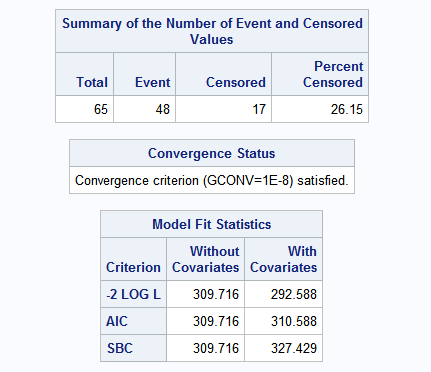 Summary of the Number of Event and Censored
Values
Percent
Total Event Censored Censored
65 48 17 26.15
Convergence Status
Convergence criterion (GCONV=1E-8) satisfied.
Model Fit Statistics
Without With
Criterion Covariates Covariates
-2 LOG L 309.716 292.588
AIC 309.716 310.588
SBC 309.716 327.429